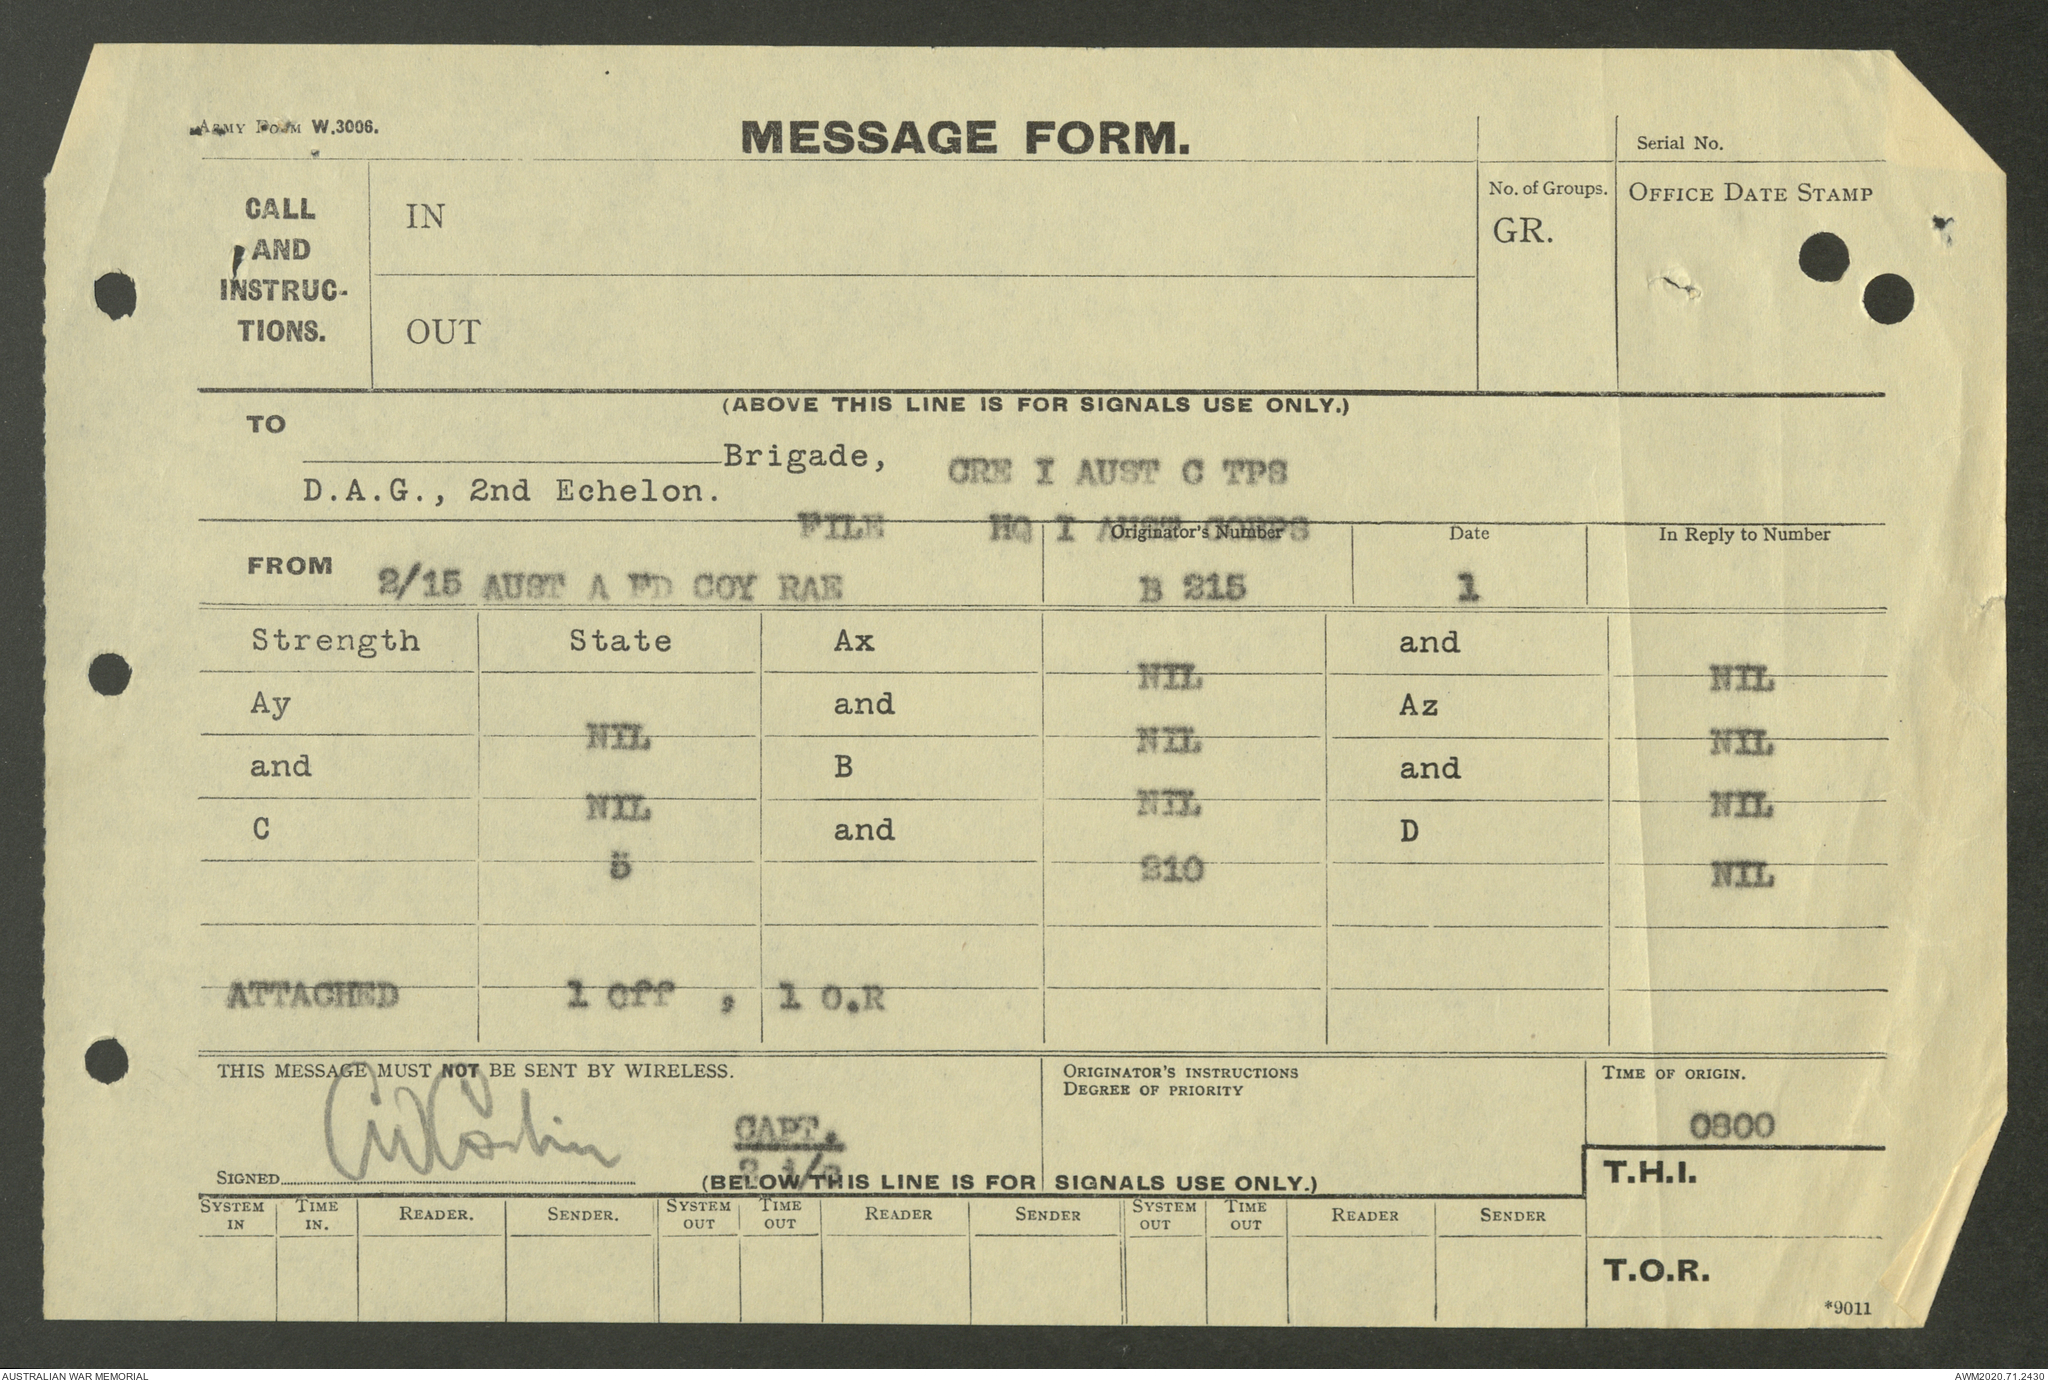 Army Form W.3006.
MESSAGE FORM.
Serial No.
CALL AND INSTRUC-TIONS.
IN
OUT
No. of Groups.
GR.
OFFICE DATE STAMP
(ABOVE THIS LINE IS FOR SIGNALS USE ONLY.)
TO
Brigade, CRE I AUST C TPS
D.A.G., 2nd Echelon.
FILE HQ I AUST CORPS
FROM 2/15 AUST A FD COY RAE
Originator's Number B 215
Date 1
In Reply to Number
Strength State Ax NIL and NIL
Ay NIL and NIL Az NIL
and NIL B NIL and NIL
C 5 and 210 D NIL
ATTACHED 1 Off , 1 O.R
THIS MESSAGE MUST NOT BE SENT BY WIRELESS.
ORIGINATOR'S INSTRUCTIONS
DEGREE OF PRIORITY
TIME OF ORIGIN.
0800
CAPT.
SIGNED
(BELOW THIS LINE IS FOR SIGNALS USE ONLY.)
T.H.I.
SYSTEM IN TIME IN. READER. SENDER. SYSTEM OUT TIME OUT READER SENDER SYSTEM OUT TIME OUT READER SENDER
T.O.R.
*9011
AUSTRALIAN WAR MEMORIAL
AWM2020.71.2430